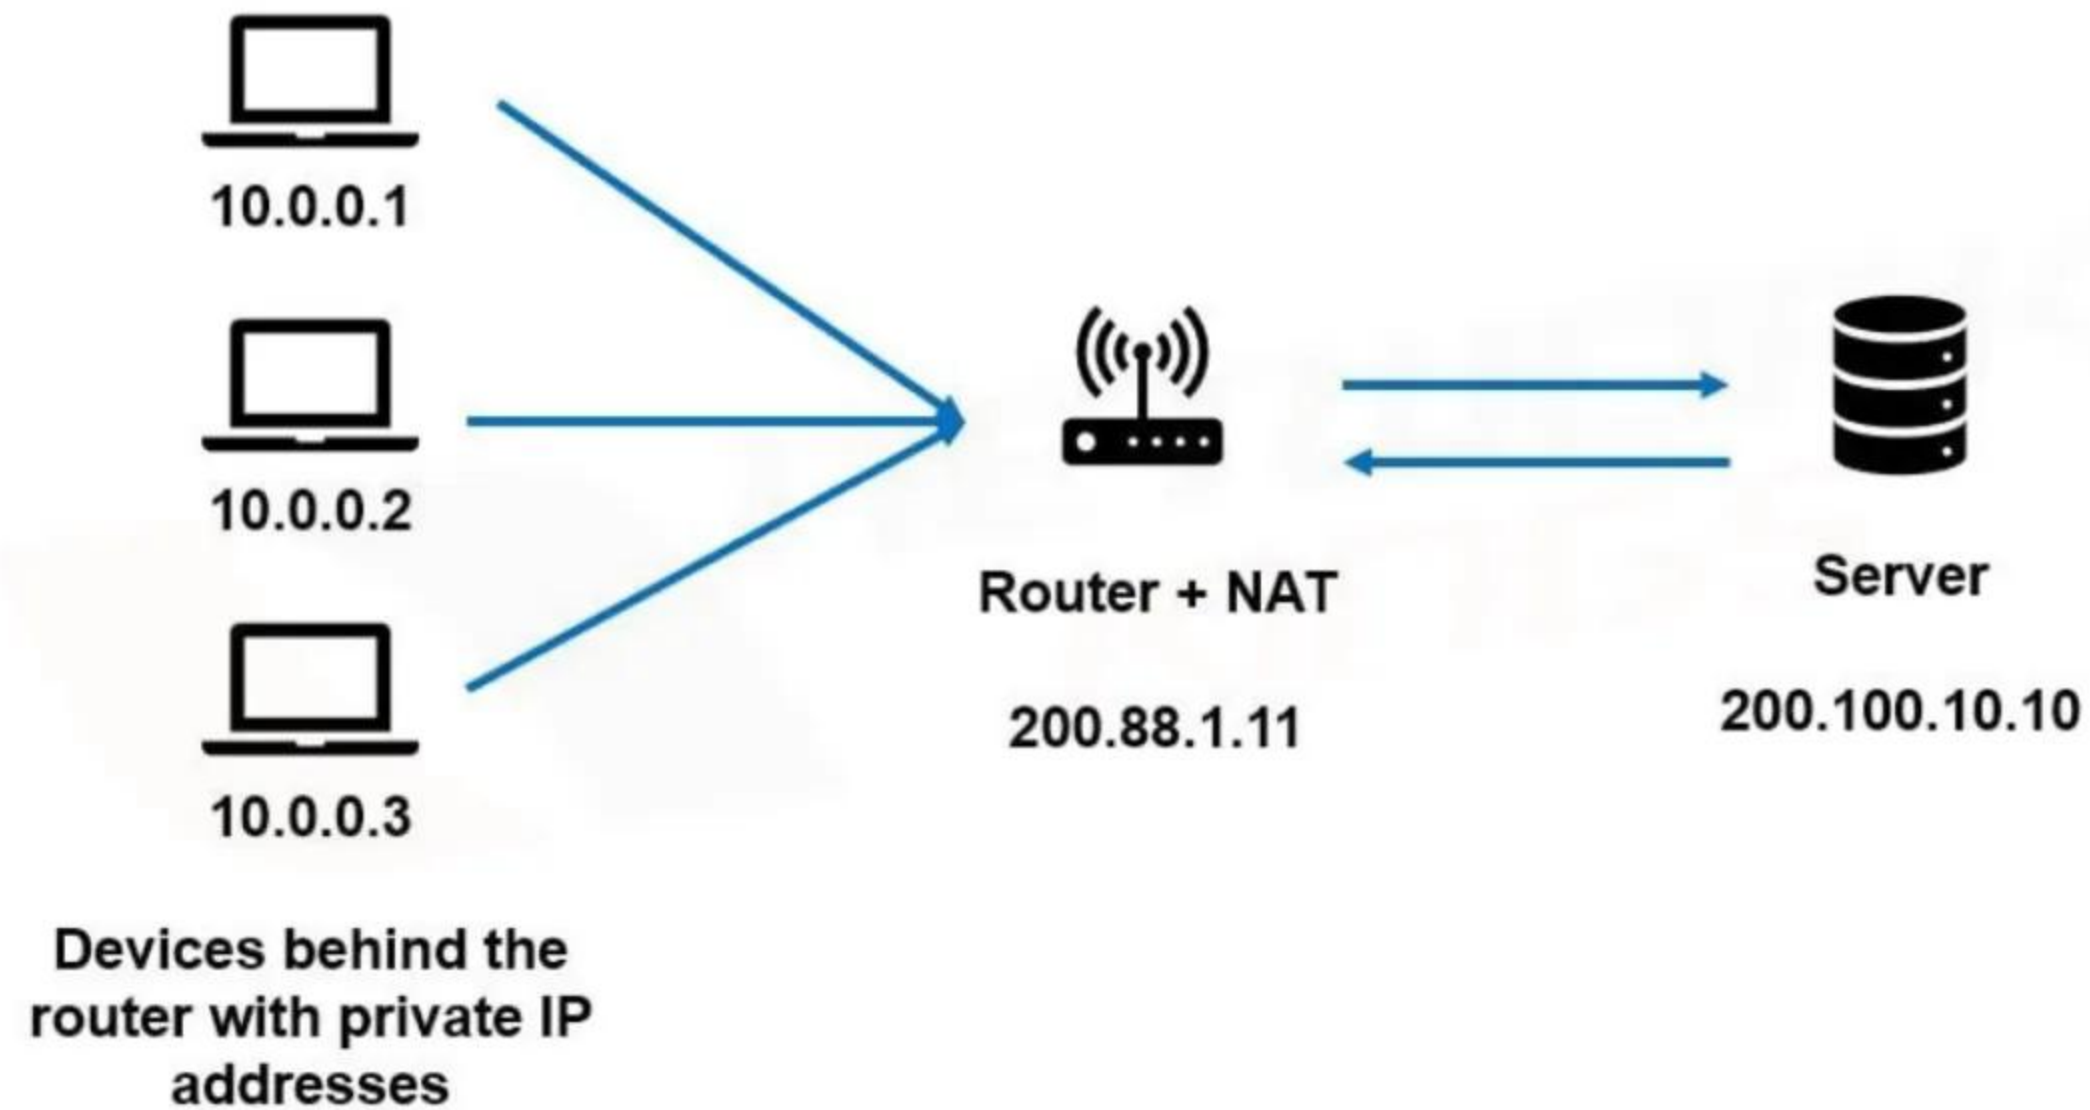 10.0.0.1
10.0.0.2
10.0.0.3
Devices behind the
router with private IP
addresses
Router + NAT
200.88.1.11
Server
200.100.10.10